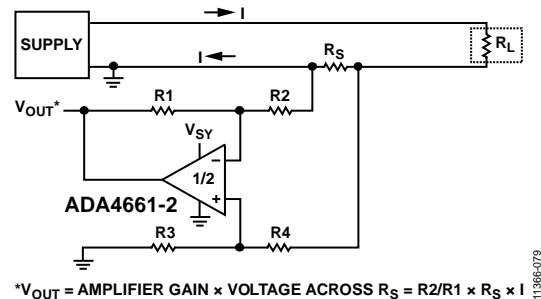 I
SUPPLY
I
R_S
R_L
V_OUT*
R1
R2
V_SY
–
1/2
+
ADA4661-2
R3
R4
*V_OUT = AMPLIFIER GAIN × VOLTAGE ACROSS R_S = R2/R1 × R_S × I
11366-079